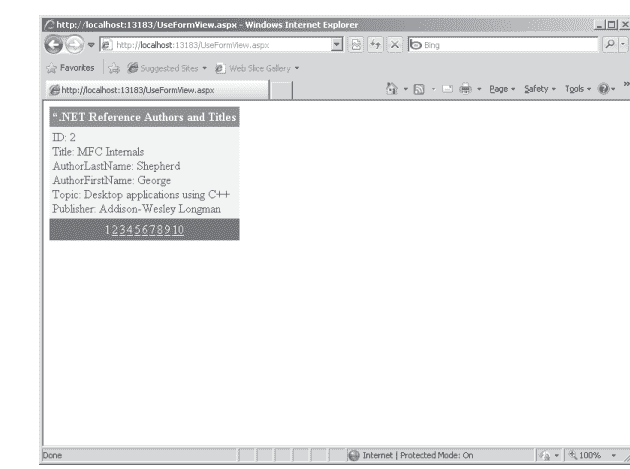 http://localhost:13183/UseFormView.aspx - Windows Internet Explorer
http://localhost:13183/UseFormView.aspx
Bing
Favorites Suggested Sites Web Slice Gallery
http://localhost:13183/UseFormView.aspx
Page Safety Tools
“.NET Reference Authors and Titles
ID: 2
Title: MFC Internals
AuthorLastName: Shepherd
AuthorFirstName: George
Topic: Desktop applications using C++
Publisher: Addison-Wesley Longman
12345678910
Done Internet | Protected Mode: On 100%